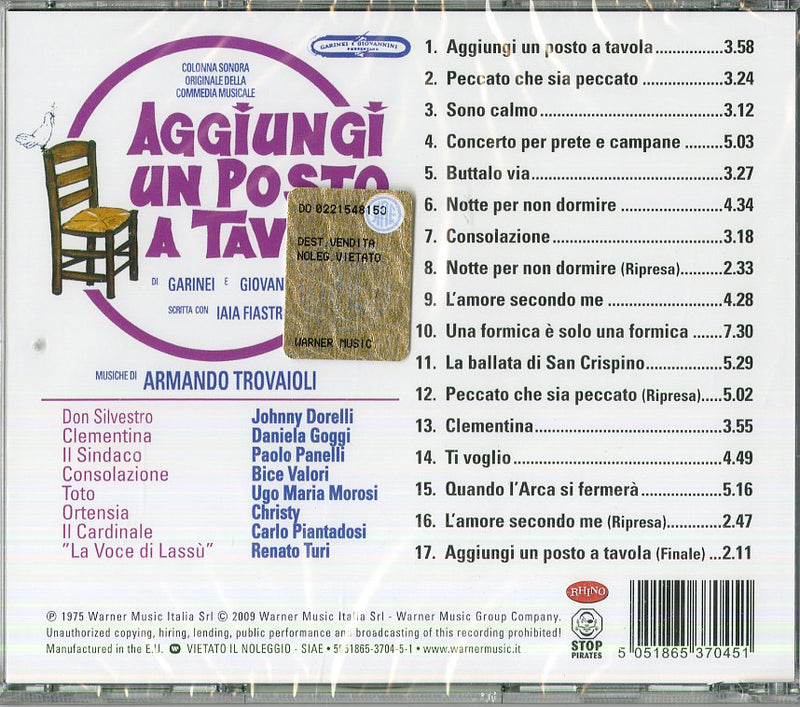 COLONNA SONORA
ORIGINALE DELLA
COMMEDIA MUSICALE
GARINEI E GIOVANNINI
AGGIUNGI
UN POSTO
A TAV
DI GARINEI E GIOVAN
SCRITTA CON IAIA FIASTR
MUSICHE DI ARMANDO TROVAIOLI
DO 0221548153
DEST.VENDITA
NOLEG.VIETATO
WARNER MUSIC
Don Silvestro Johnny Dorelli
Clementina Daniela Goggi
Il Sindaco Paolo Panelli
Consolazione Bice Valori
Toto Ugo Maria Morosi
Ortensia Christy
Il Cardinale Carlo Piantadosi
"La Voce di Lassù" Renato Turi
1. Aggiungi un posto a tavola...............3.58
2. Peccato che sia peccato ..................3.24
3. Sono calmo.......................................3.12
4. Concerto per prete e campane ........5.03
5. Buttalo via........................................3.27
6. Notte per non dormire ......................4.34
7. Consolazione....................................3.18
8. Notte per non dormire (Ripresa).........2.33
9. L'amore secondo me ........................4.28
10. Una formica è solo una formica .......7.30
11. La ballata di San Crispino................5.29
12. Peccato che sia peccato (Ripresa).....5.02
13. Clementina.......................................3.55
14. Ti voglio...........................................4.49
15. Quando l'Arca si fermerà .................5.16
16. L'amore secondo me (Ripresa)............2.47
17. Aggiungi un posto a tavola (Finale) ...2.11
℗ 1975 Warner Music Italia Srl © 2009 Warner Music Italia Srl - Warner Music Group Company.
Unauthorized copying, hiring, lending, public performance and broadcasting of this recording prohibited!
Manufactured in the E.U. VIETATO IL NOLEGGIO - SIAE • 5051865-3704-5-1 • www.warnermusic.it
RHINO
STOP
PIRATES
5 051865 370451